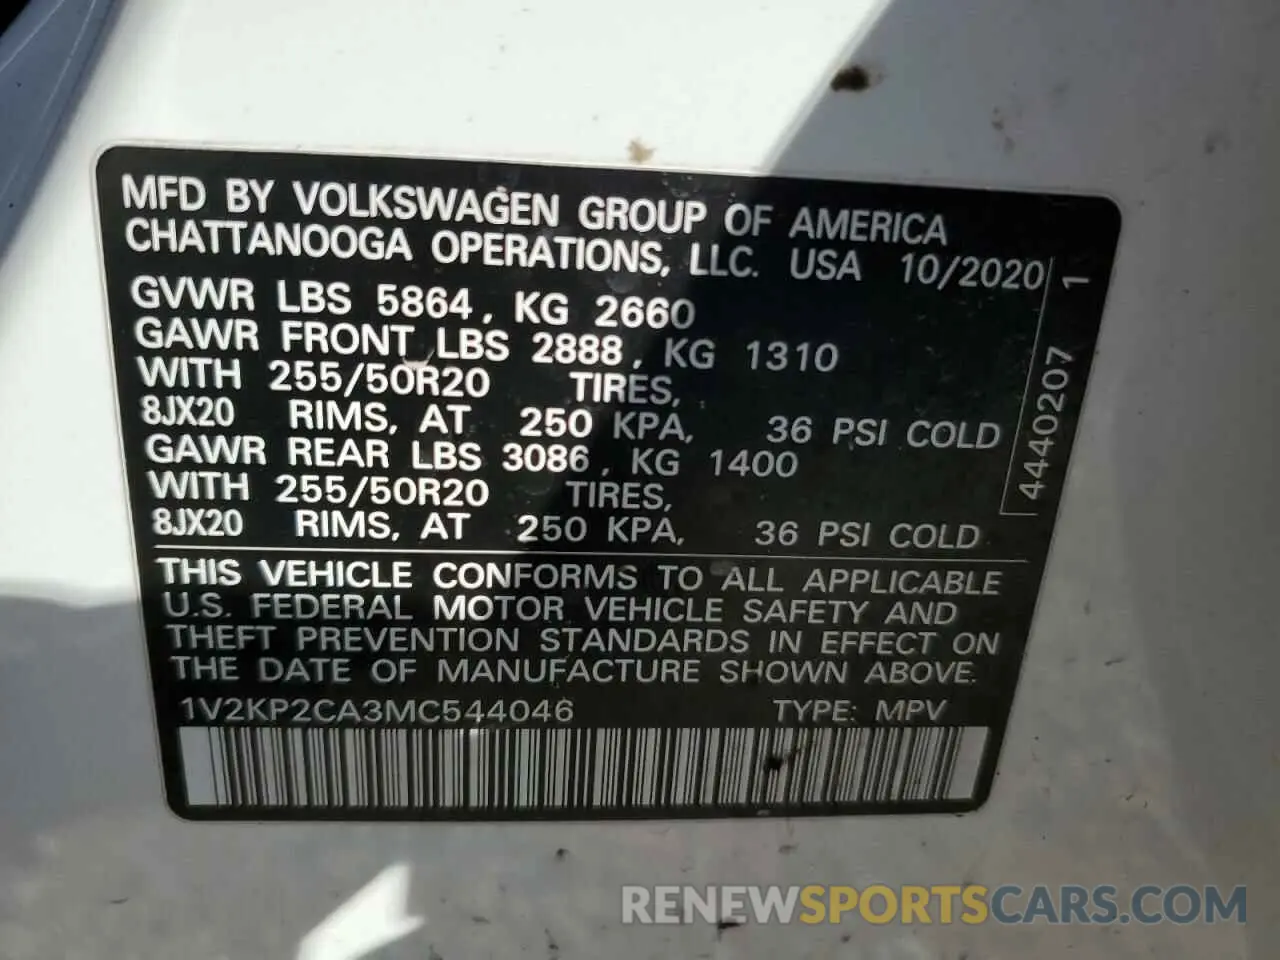 MFD BY VOLKSWAGEN GROUP OF AMERICA
CHATTANOOGA OPERATIONS, LLC. USA 10/2020
GVWR LBS 5864, KG 2660
GAWR FRONT LBS 2888, KG 1310
WITH 255/50R20 TIRES,
8JX20 RIMS, AT 250 KPA, 36 PSI COLD
GAWR REAR LBS 3086, KG 1400
WITH 255/50R20 TIRES,
8JX20 RIMS, AT 250 KPA, 36 PSI COLD
4440207 1
THIS VEHICLE CONFORMS TO ALL APPLICABLE
U.S. FEDERAL MOTOR VEHICLE SAFETY AND
THEFT PREVENTION STANDARDS IN EFFECT ON
THE DATE OF MANUFACTURE SHOWN ABOVE.
1V2KP2CA3MC544046 TYPE: MPV
RENEWSPORTSCARS.COM